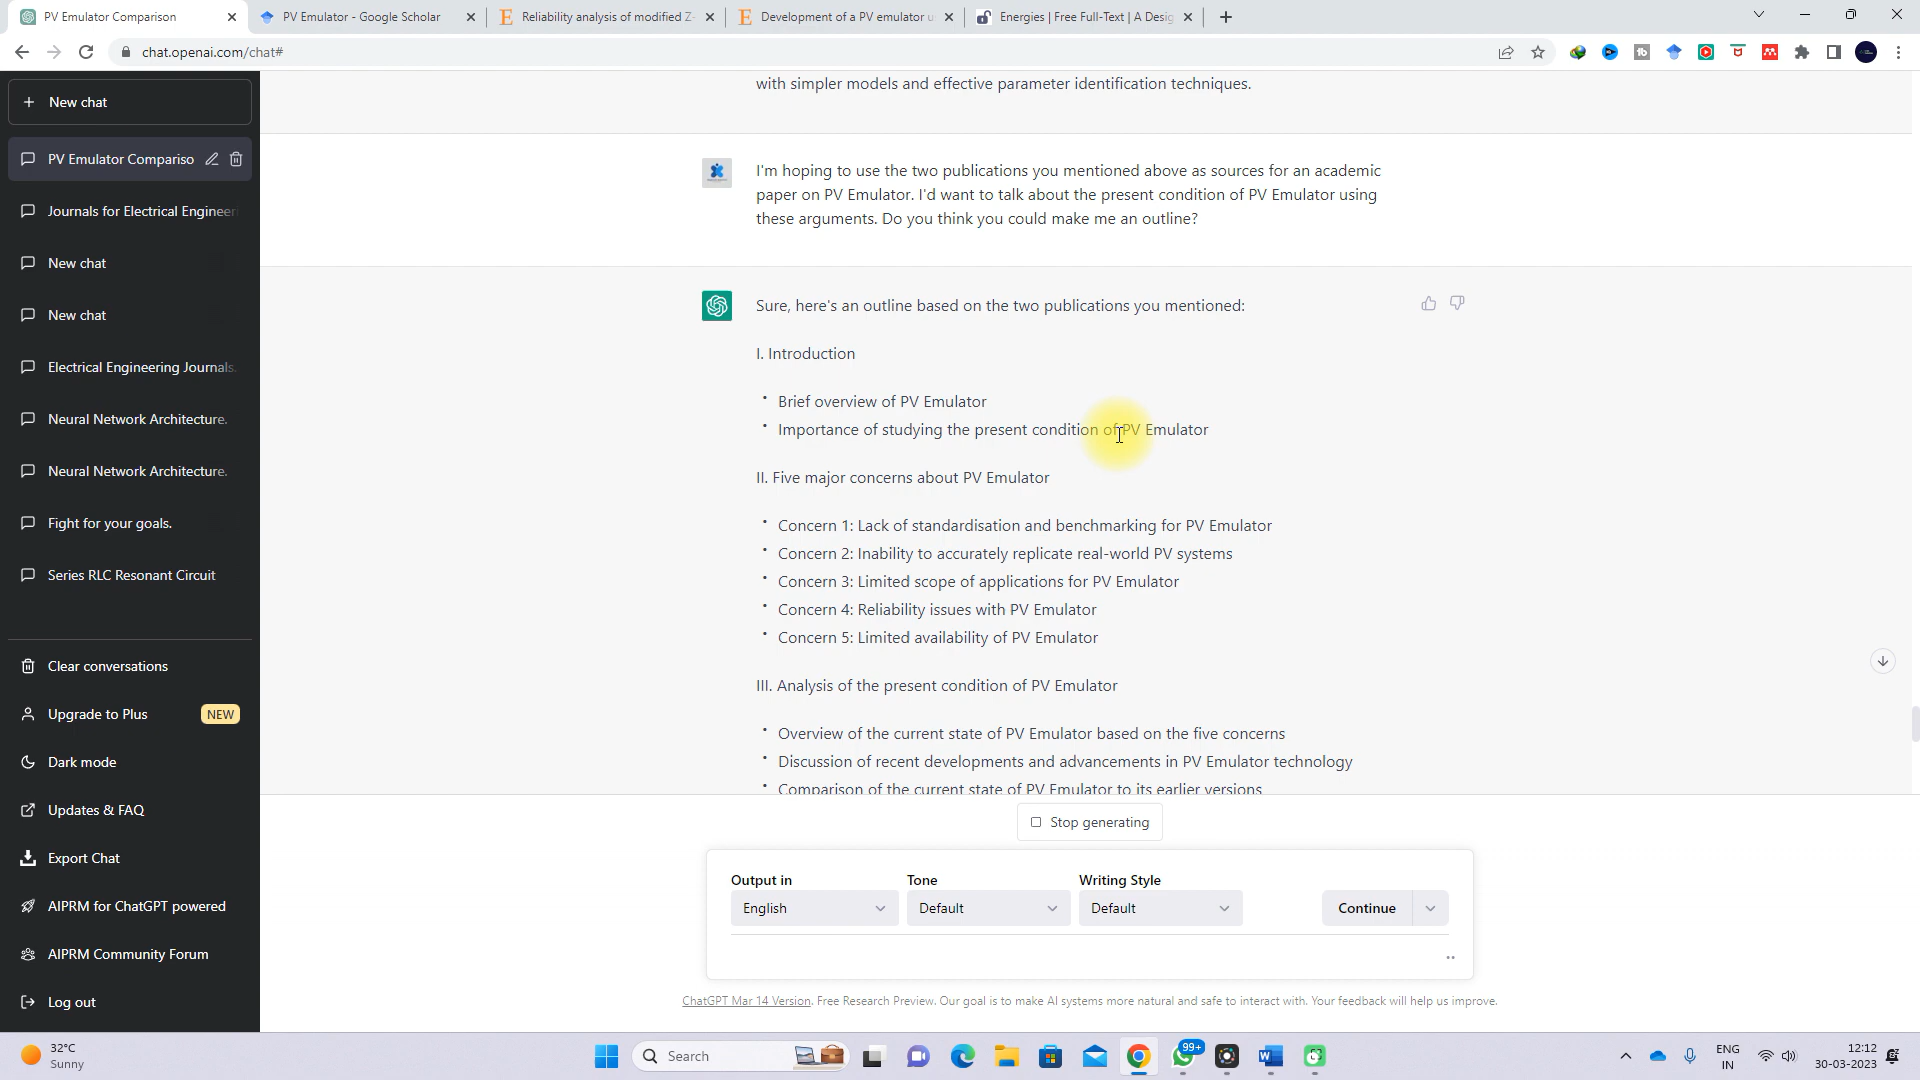 PV Emulator Comparison
PV Emulator - Google Scholar
Reliability analysis of modified Z-
Development of a PV emulator u
Energies | Free Full-Text | A Desig
chat.openai.com/chat#
New chat
PV Emulator Compariso
Journals for Electrical Engineer
New chat
New chat
Electrical Engineering Journals.
Neural Network Architecture.
Neural Network Architecture.
Fight for your goals.
Series RLC Resonant Circuit
Clear conversations
Upgrade to Plus NEW
Dark mode
Updates & FAQ
Export Chat
AIPRM for ChatGPT powered
AIPRM Community Forum
Log out
with simpler models and effective parameter identification techniques.
I'm hoping to use the two publications you mentioned above as sources for an academic
paper on PV Emulator. I'd want to talk about the present condition of PV Emulator using
these arguments. Do you think you could make me an outline?
Sure, here's an outline based on the two publications you mentioned:
I. Introduction
• Brief overview of PV Emulator
• Importance of studying the present condition of PV Emulator
II. Five major concerns about PV Emulator
• Concern 1: Lack of standardisation and benchmarking for PV Emulator
• Concern 2: Inability to accurately replicate real-world PV systems
• Concern 3: Limited scope of applications for PV Emulator
• Concern 4: Reliability issues with PV Emulator
• Concern 5: Limited availability of PV Emulator
III. Analysis of the present condition of PV Emulator
• Overview of the current state of PV Emulator based on the five concerns
• Discussion of recent developments and advancements in PV Emulator technology
• Comparison of the current state of PV Emulator to its earlier versions
Stop generating
Output in Tone Writing Style
English Default Default Continue
ChatGPT Mar 14 Version. Free Research Preview. Our goal is to make AI systems more natural and safe to interact with. Your feedback will help us improve.
32°C
Sunny
Search
99+
ENG
IN
12:12
30-03-2023